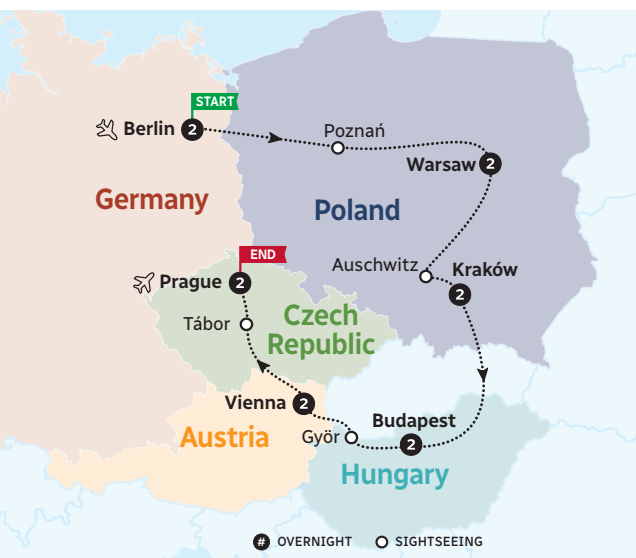 START
Berlin 2
Poznań
Warsaw 2
Germany
Poland
END
Auschwitz
Kraków
2
Prague 2
Tábor
Czech
Republic
Vienna 2
Budapest
2
Austria
Györ
Hungary
# OVERNIGHT
SIGHTSEEING